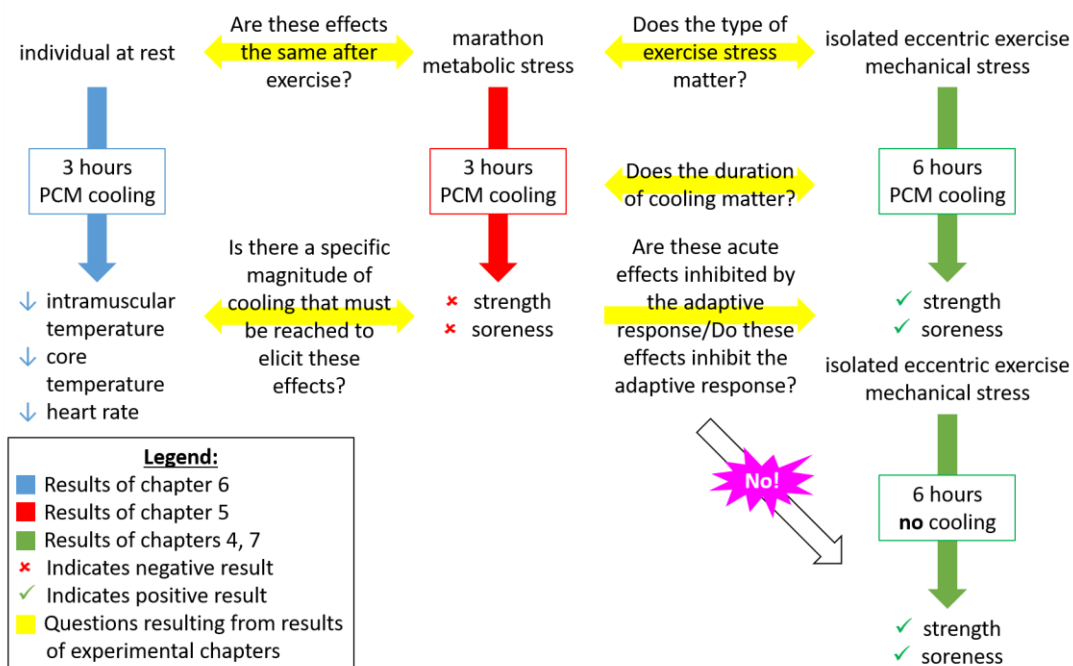 individual at rest
Are these effects
the same after
exercise?
marathon
metabolic stress
Does the type of
exercise stress
matter?
isolated eccentric exercise
mechanical stress
3 hours
PCM cooling
3 hours
PCM cooling
Does the duration
of cooling matter?
6 hours
PCM cooling
↓ intramuscular
temperature
↓ core
temperature
↓ heart rate
Is there a specific
magnitude of
cooling that must
be reached to
elicit these
effects?
✘ strength
✘ soreness
Are these acute
effects inhibited by
the adaptive
response/Do these
effects inhibit the
adaptive response?
✓ strength
✓ soreness
isolated eccentric exercise
mechanical stress
No!
6 hours
no cooling
✓ strength
✓ soreness
Legend:
Results of chapter 6
Results of chapter 5
Results of chapters 4, 7
✘ Indicates negative result
✓ Indicates positive result
Questions resulting from results
of experimental chapters